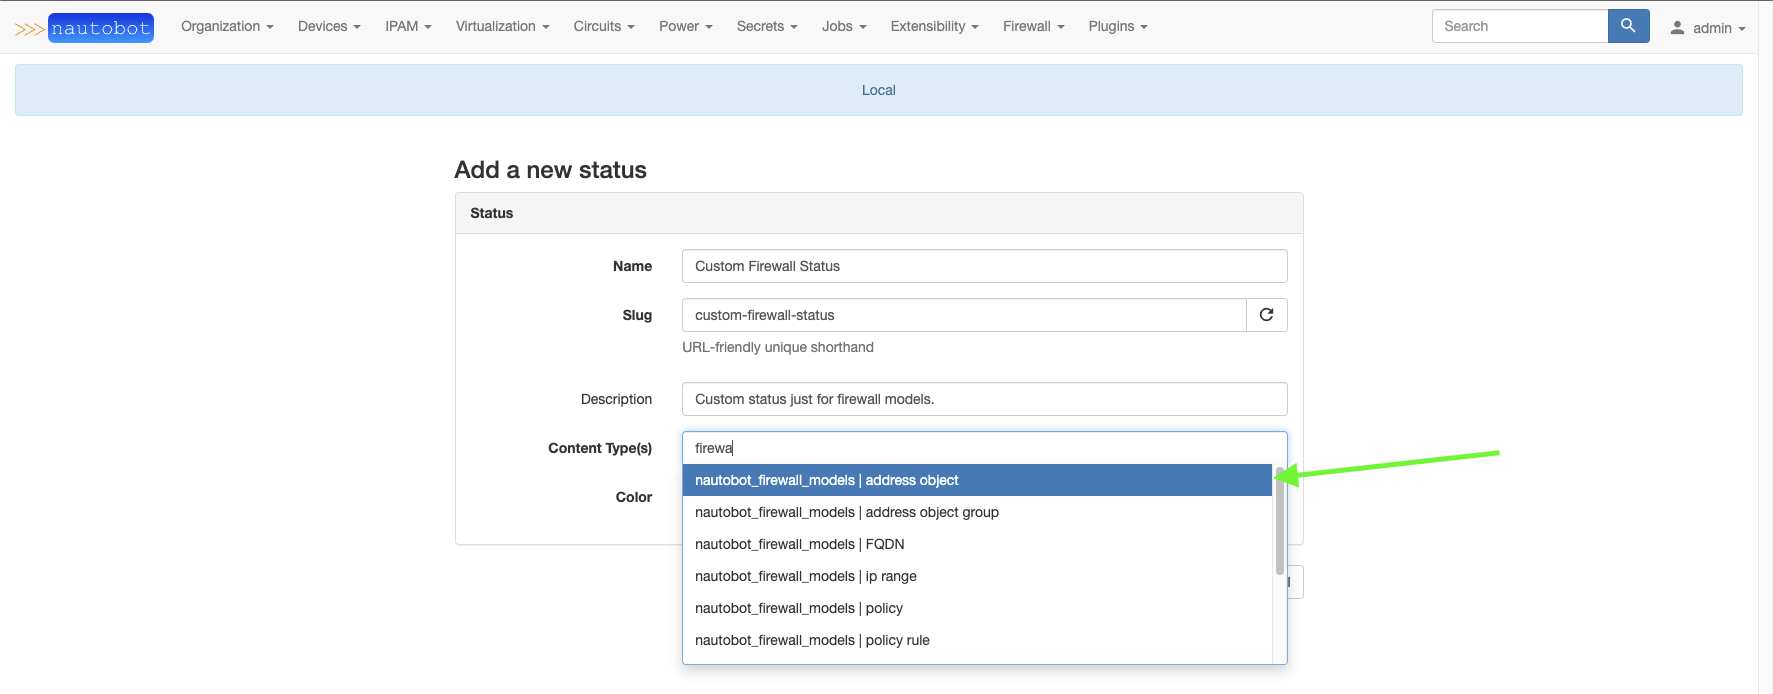 >>> nautobot Organization Devices IPAM Virtualization Circuits Power Secrets Jobs Extensibility Firewall Plugins Search admin
Local
Add a new status
Status
Name Custom Firewall Status
Slug custom-firewall-status
URL-friendly unique shorthand
Description Custom status just for firewall models.
Content Type(s) firewa
nautobot_firewall_models | address object
Color
nautobot_firewall_models | address object group
nautobot_firewall_models | FQDN
nautobot_firewall_models | ip range
nautobot_firewall_models | policy
nautobot_firewall_models | policy rule